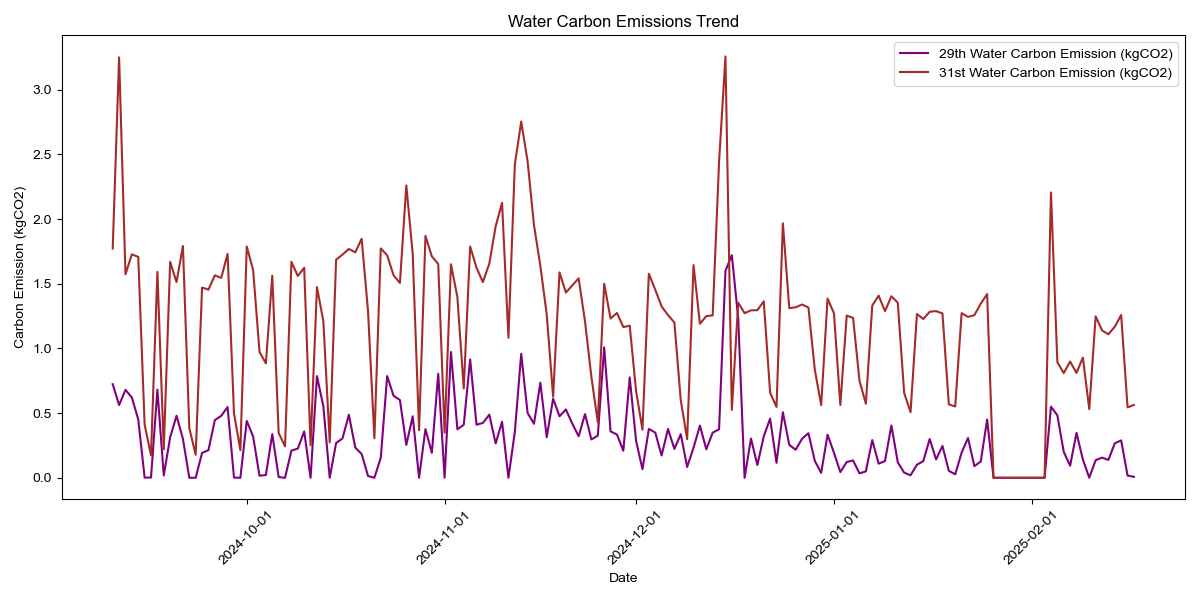 Water Carbon Emissions Trend
29th Water Carbon Emission (kgCO2)
31st Water Carbon Emission (kgCO2)
Carbon Emission (kgCO2)
3.0
2.5
2.0
1.5
1.0
0.5
0.0
2024-10-01
2024-11-01
2024-12-01
2025-01-01
2025-02-01
Date